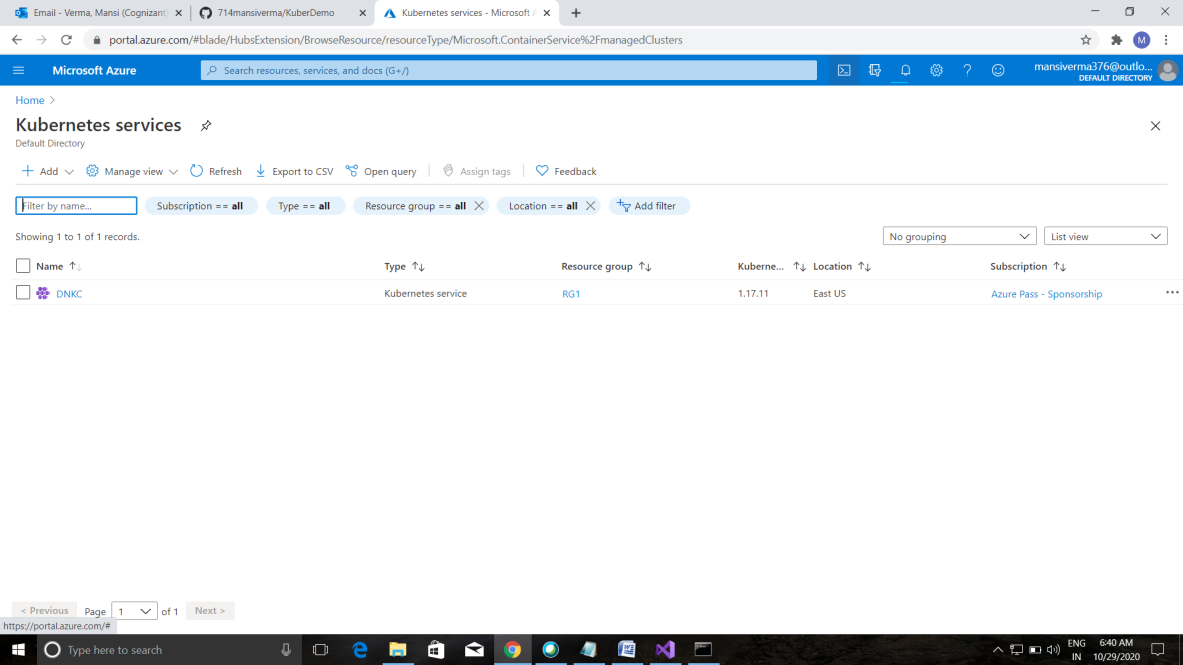 Email - Verma, Mansi (Cognizant)
714mansiverma/KuberDemo
Kubernetes services - Microsoft A
portal.azure.com/#blade/HubsExtension/BrowseResource/resourceType/Microsoft.ContainerService%2FmanagedClusters
M
Microsoft Azure
Search resources, services, and docs (G+/)
mansiverma376@outlo...
DEFAULT DIRECTORY
Home
Kubernetes services
Default Directory
Add
Manage view
Refresh
Export to CSV
Open query
Assign tags
Feedback
Filter by name...
Subscription == all
Type == all
Resource group == all
Location == all
Add filter
Showing 1 to 1 of 1 records.
No grouping
List view
Name Type Resource group Kuberne... Location Subscription
DNKC Kubernetes service RG1 1.17.11 East US Azure Pass - Sponsorship
< Previous Page 1 of 1 Next >
https://portal.azure.com/#
Type here to search
ENG
IN
6:40 AM
10/29/2020